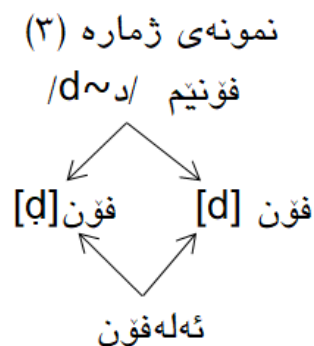 نمونەی ژمارە (٣)
فۆنێم /د~d/
فۆن [d] فۆن[ḍ]
ئەلەفۆن